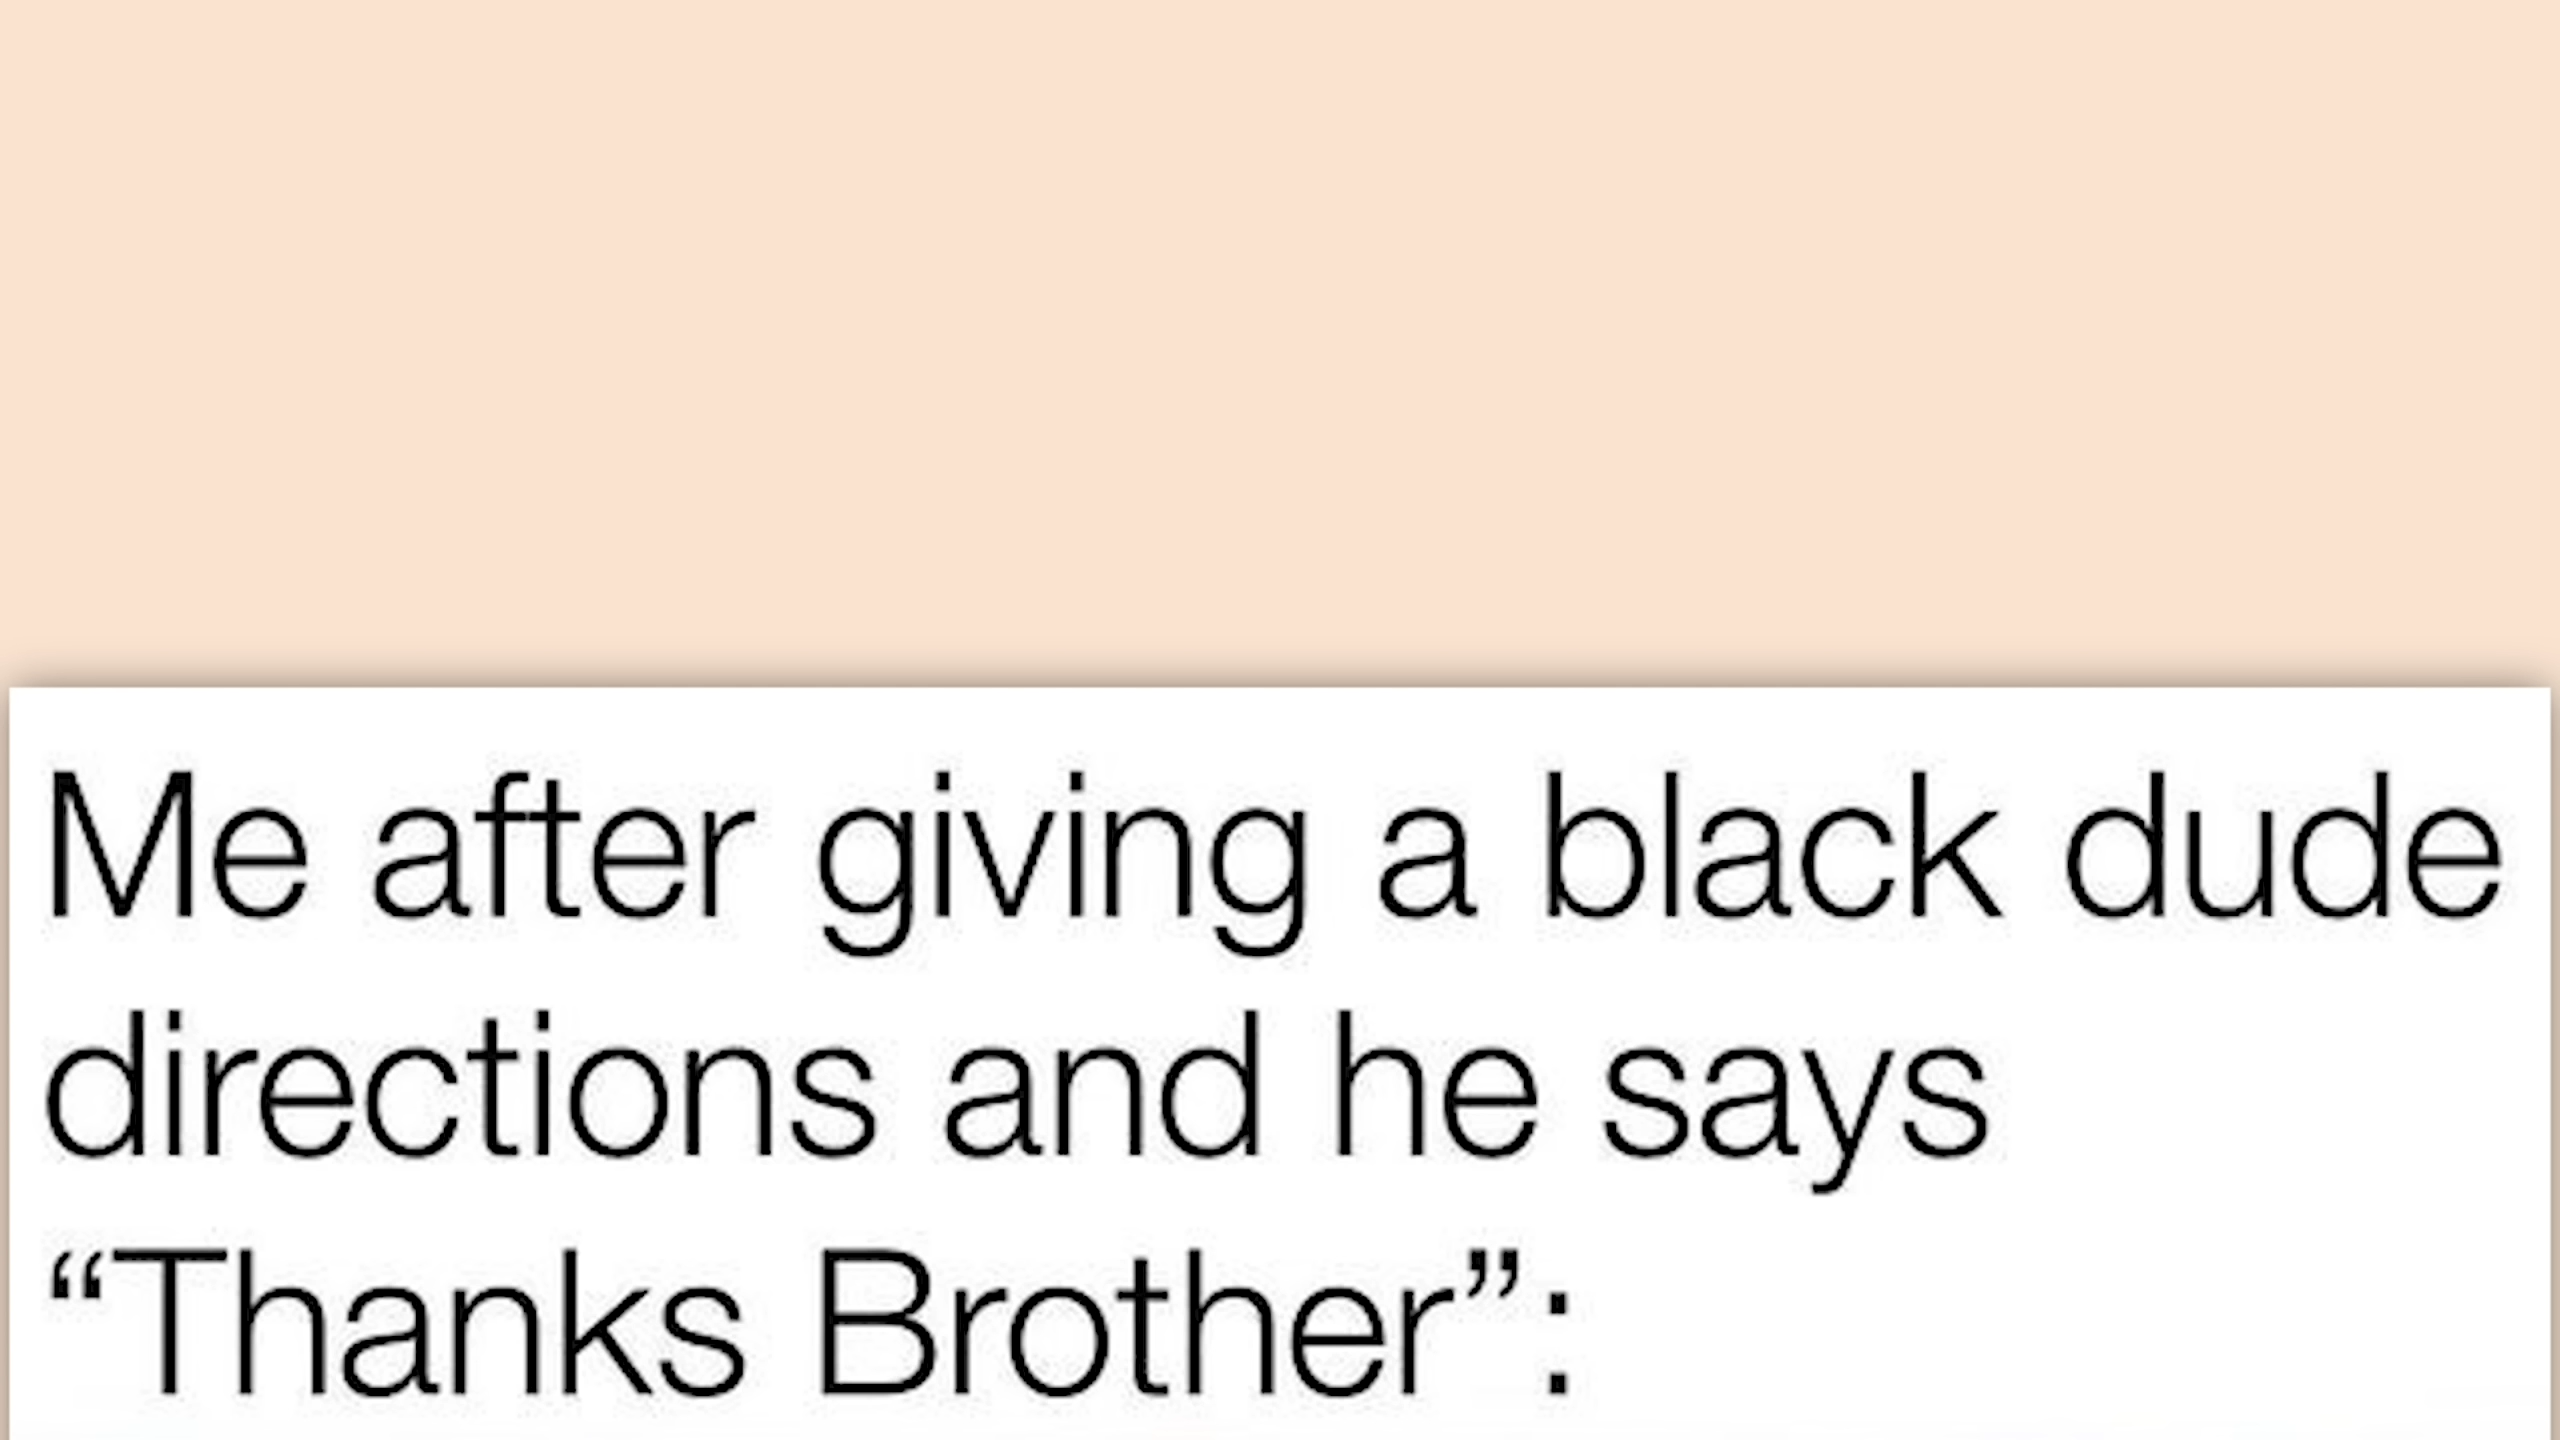 Me after giving a black dude
directions and he says
“Thanks Brother”: